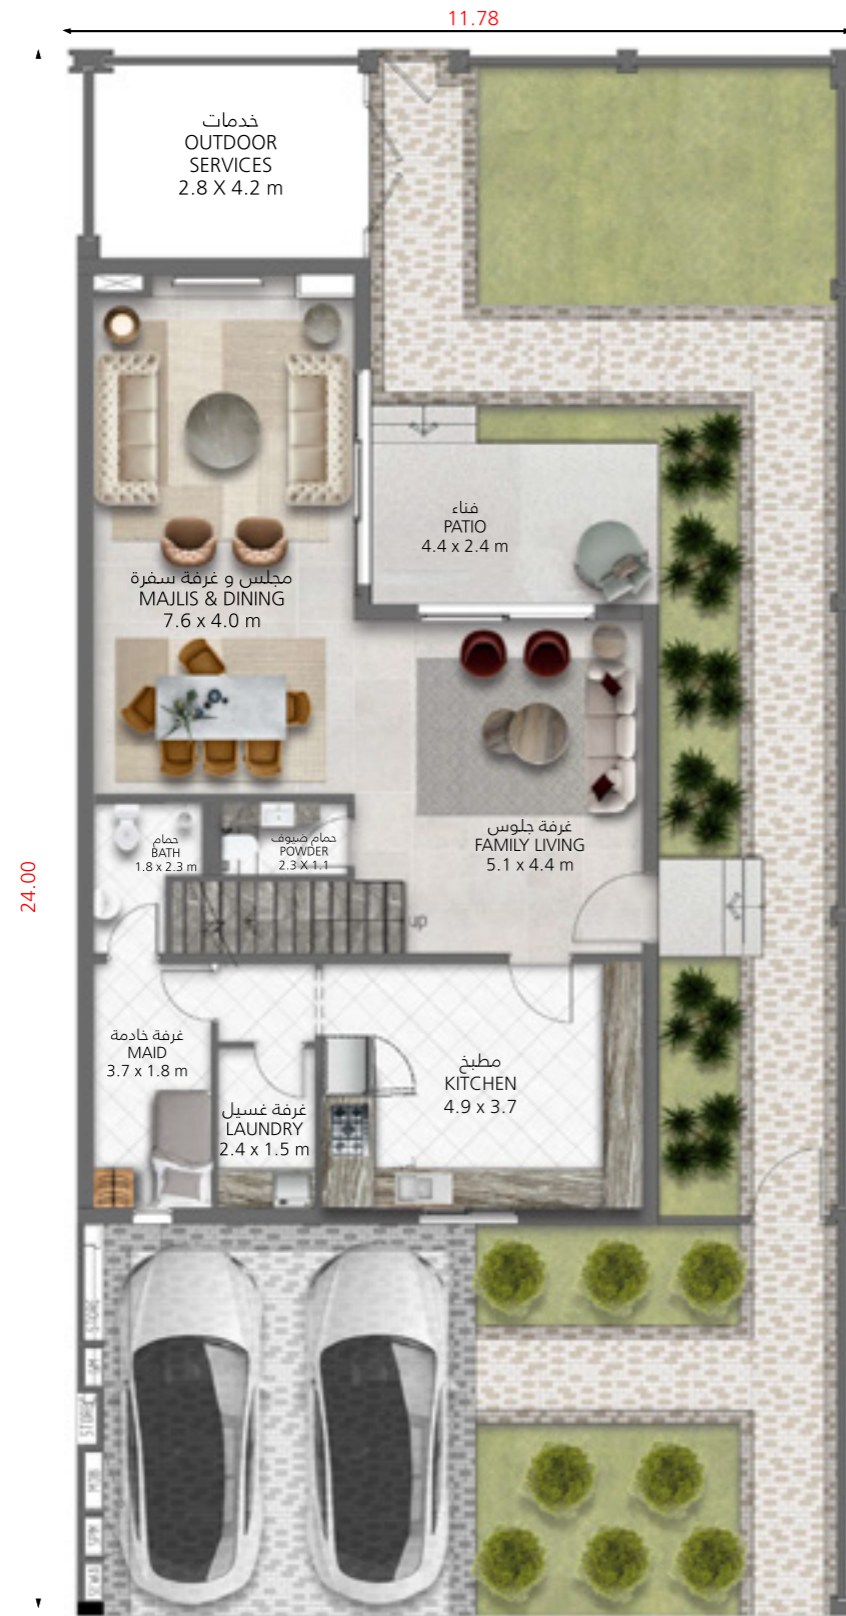 11.78
خدمات
OUTDOOR
SERVICES
2.8 X 4.2 m
فناء
PATIO
4.4 x 2.4 m
مجلس و غرفة سفرة
MAJLIS & DINING
7.6 x 4.0 m
حمام
BATH
1.8 x 2.3 m
حمام ضيوف
POWDER
2.3 X 1.1
غرفة جلوس
FAMILY LIVING
5.1 x 4.4 m
24.00
up
غرفة خادمة
MAID
3.7 x 1.8 m
مطبخ
KITCHEN
4.9 x 3.7
غرفة غسيل
LAUNDRY
2.4 x 1.5 m
STORE